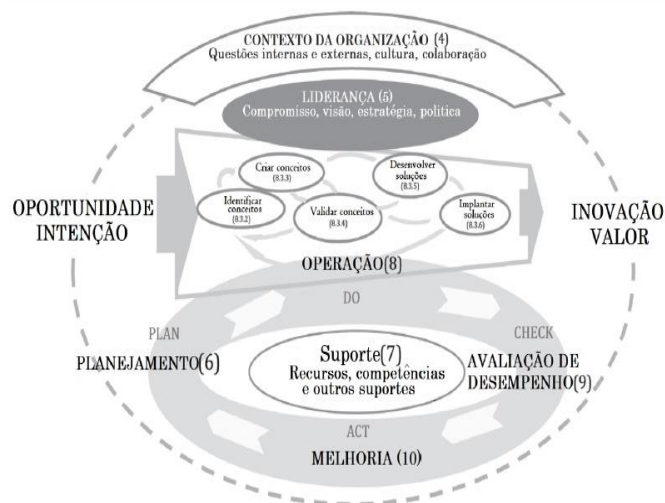 CONTEXTO DA ORGANIZAÇÃO (4)
Questões internas e externas, cultura, colaboração
LIDERANÇA (5)
Compromisso, visão, estratégia, politica
Criar conceitos
(8.3.3)
Desenvolver
soluções
(8.3.5)
Identificar
conceitos
(8.3.2)
Validar conceitos
(8.3.4)
Implantar
soluções
(8.3.6)
OPORTUNIDADE
INTENÇÃO
INOVAÇÃO
VALOR
OPERAÇÃO(8)
DO
PLAN
PLANEJAMENTO(6)
CHECK
AVALIAÇÃO DE
DESEMPENHO(9)
Suporte(7)
Recursos, competências
e outros suportes
ACT
MELHORIA (10)